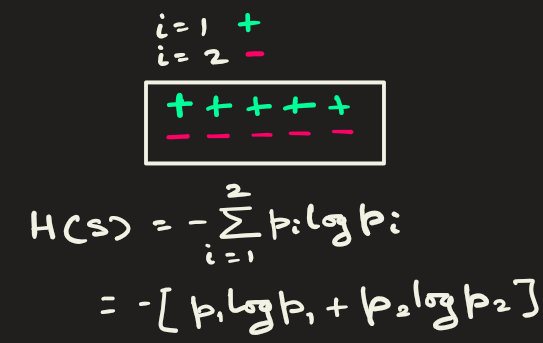 i = 1 +
i = 2 -
+ + + + +
- - - - -
H(s) = - 2∑i=1 pi log pi
= -[ p1 log p1 + p2 log p2 ]